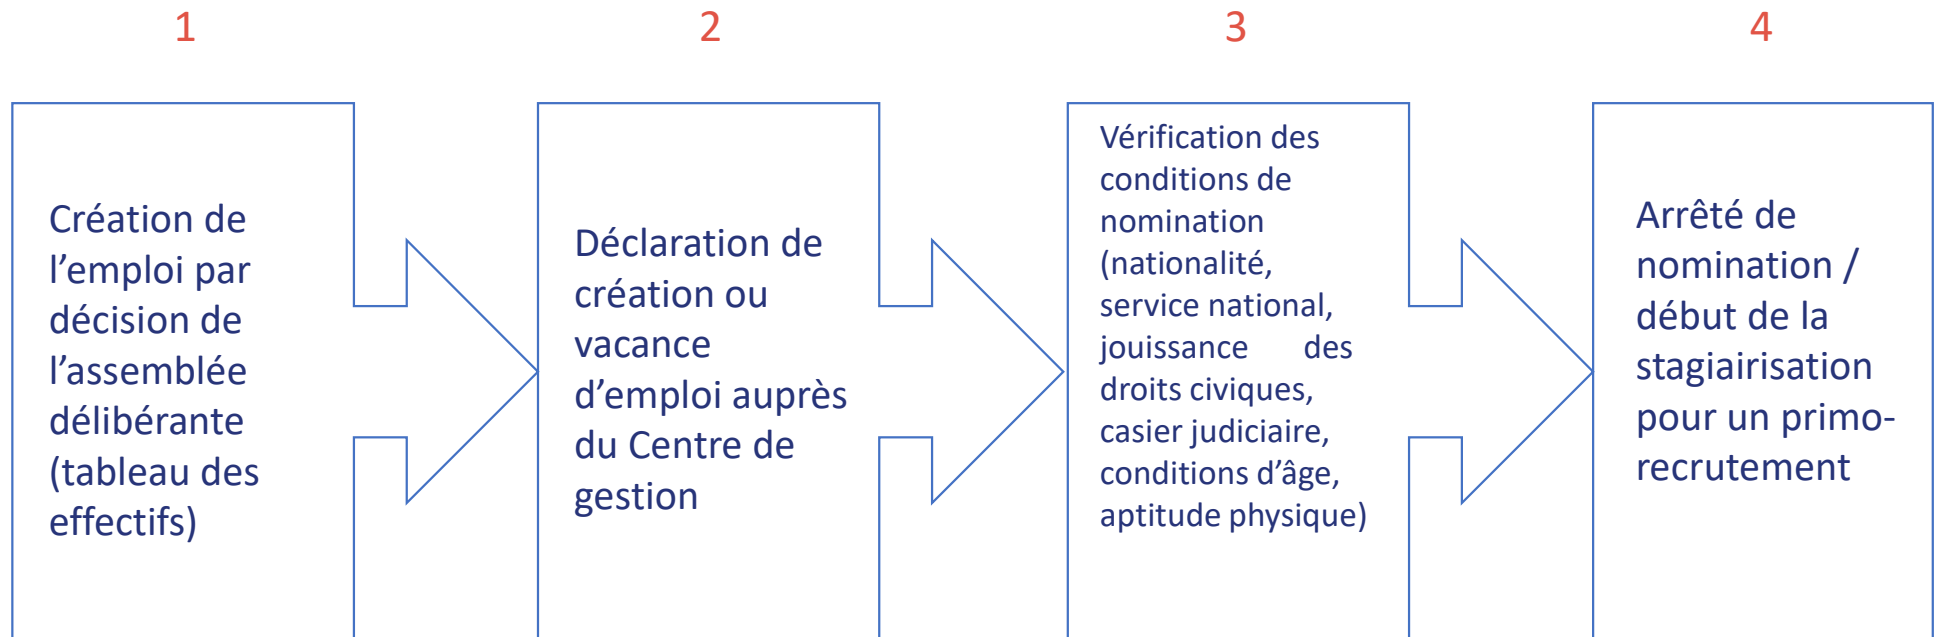 1
2
3
4
Création de
l’emploi par
décision de
l’assemblée
délibérante
(tableau des
effectifs)
Déclaration de
création ou
vacance
d’emploi auprès
du Centre de
gestion
Vérification des
conditions de
nomination
(nationalité,
service national,
jouissance des
droits civiques,
casier judiciaire,
conditions d’âge,
aptitude physique)
Arrêté de
nomination /
début de la
stagiairisation
pour un primo-
recrutement